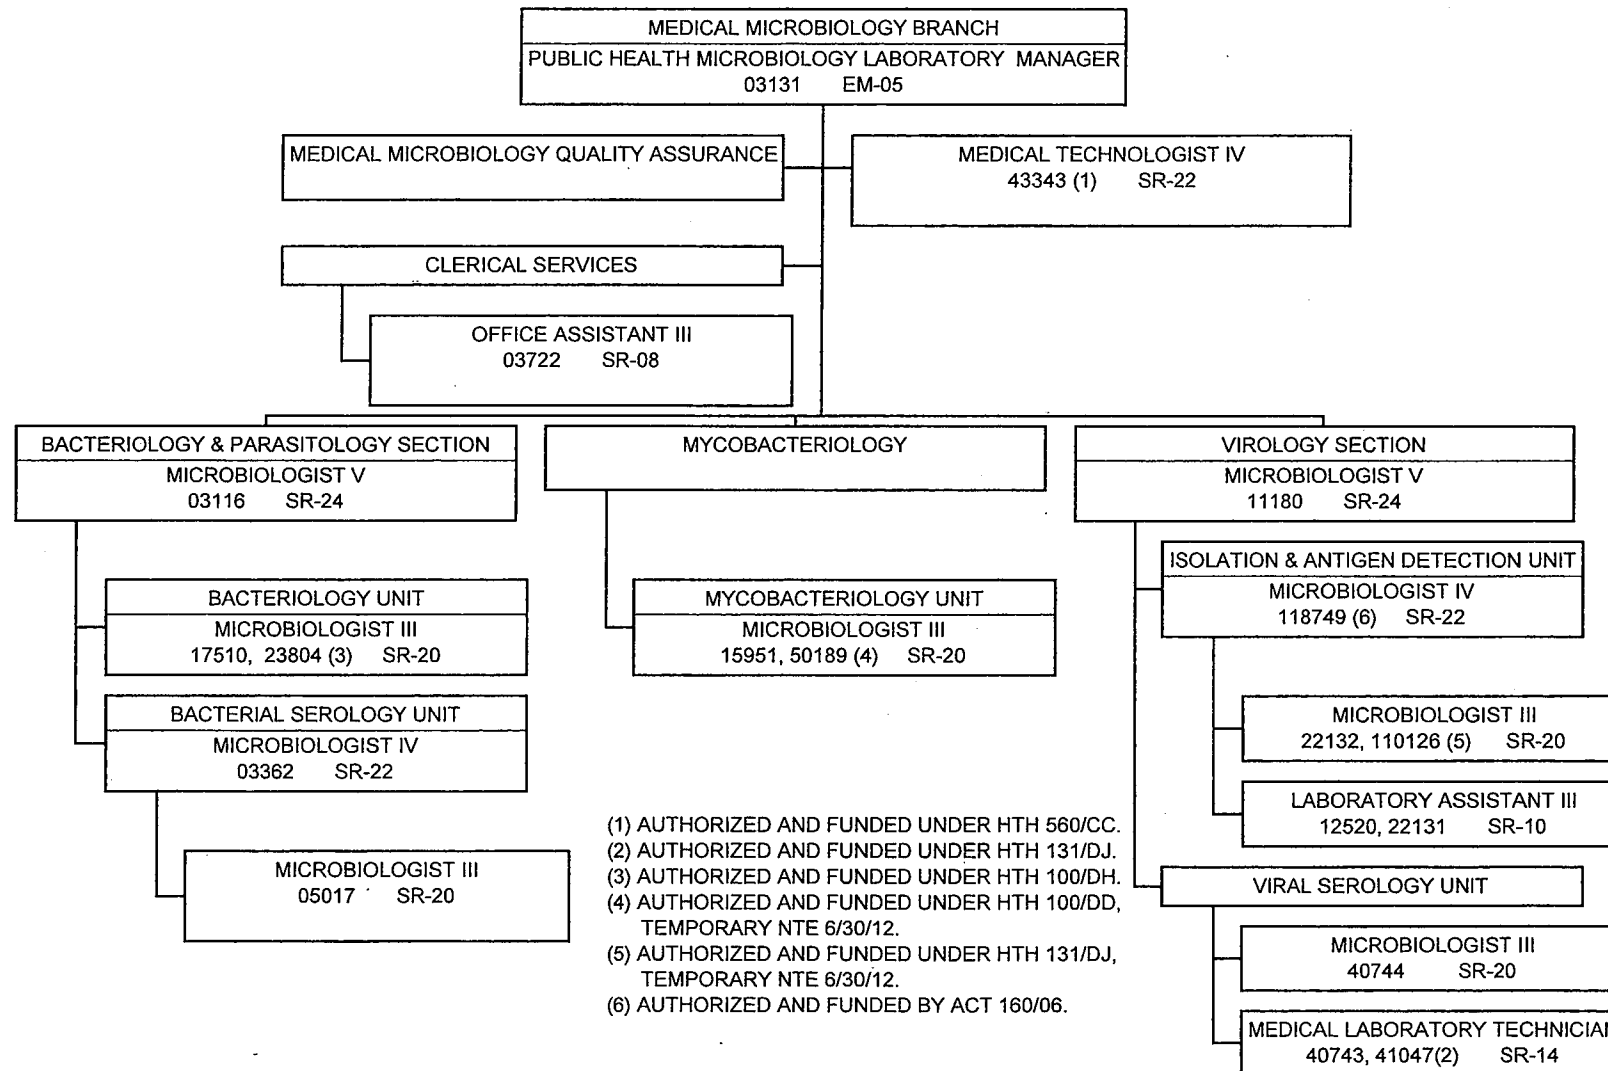 MEDICAL MICROBIOLOGY BRANCH
PUBLIC HEALTH MICROBIOLOGY LABORATORY MANAGER
03131 EM-05
MEDICAL MICROBIOLOGY QUALITY ASSURANCE
MEDICAL TECHNOLOGIST IV
43343 (1) SR-22
CLERICAL SERVICES
OFFICE ASSISTANT III
03722 SR-08
BACTERIOLOGY & PARASITOLOGY SECTION
MICROBIOLOGIST V
03116 SR-24
BACTERIOLOGY UNIT
MICROBIOLOGIST III
17510, 23804 (3) SR-20
BACTERIAL SEROLOGY UNIT
MICROBIOLOGIST IV
03362 SR-22
MICROBIOLOGIST III
05017 SR-20
MYCOBACTERIOLOGY
MYCOBACTERIOLOGY UNIT
MICROBIOLOGIST III
15951, 50189 (4) SR-20
VIROLOGY SECTION
MICROBIOLOGIST V
11180 SR-24
ISOLATION & ANTIGEN DETECTION UNIT
MICROBIOLOGIST IV
118749 (6) SR-22
MICROBIOLOGIST III
22132, 110126 (5) SR-20
LABORATORY ASSISTANT III
12520, 22131 SR-10
VIRAL SEROLOGY UNIT
MICROBIOLOGIST III
40744 SR-20
MEDICAL LABORATORY TECHNICIAN
40743, 41047(2) SR-14
(1) AUTHORIZED AND FUNDED UNDER HTH 560/CC.
(2) AUTHORIZED AND FUNDED UNDER HTH 131/DJ.
(3) AUTHORIZED AND FUNDED UNDER HTH 100/DH.
(4) AUTHORIZED AND FUNDED UNDER HTH 100/DD,
TEMPORARY NTE 6/30/12.
(5) AUTHORIZED AND FUNDED UNDER HTH 131/DJ,
TEMPORARY NTE 6/30/12.
(6) AUTHORIZED AND FUNDED BY ACT 160/06.